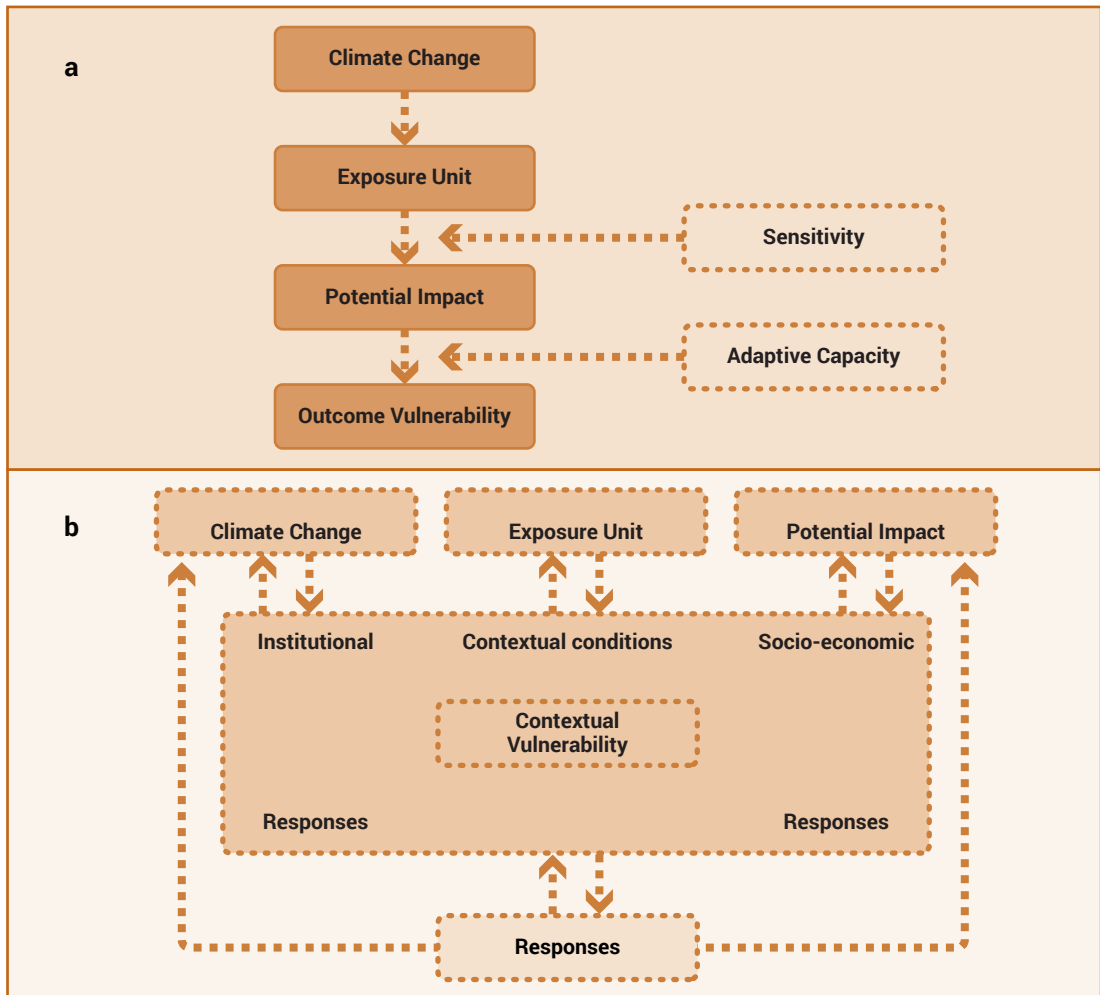 a
Climate Change
Exposure Unit
Sensitivity
Potential Impact
Adaptive Capacity
Outcome Vulnerability
b
Climate Change
Exposure Unit
Potential Impact
Institutional
Contextual conditions
Socio-economic
Contextual
Vulnerability
Responses
Responses
Responses